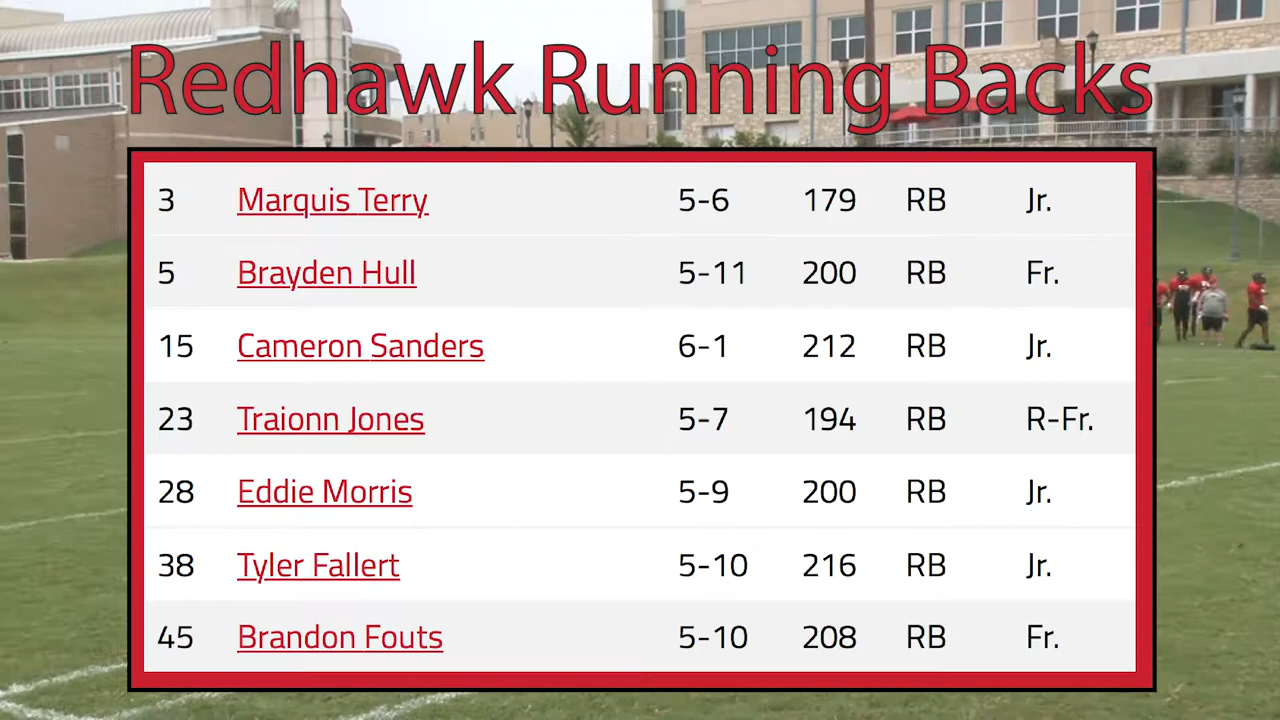 Redhawk Running Backs
3 Marquis Terry 5-6 179 RB Jr.
5 Brayden Hull 5-11 200 RB Fr.
15 Cameron Sanders 6-1 212 RB Jr.
23 Traionn Jones 5-7 194 RB R-Fr.
28 Eddie Morris 5-9 200 RB Jr.
38 Tyler Fallert 5-10 216 RB Jr.
45 Brandon Fouts 5-10 208 RB Fr.